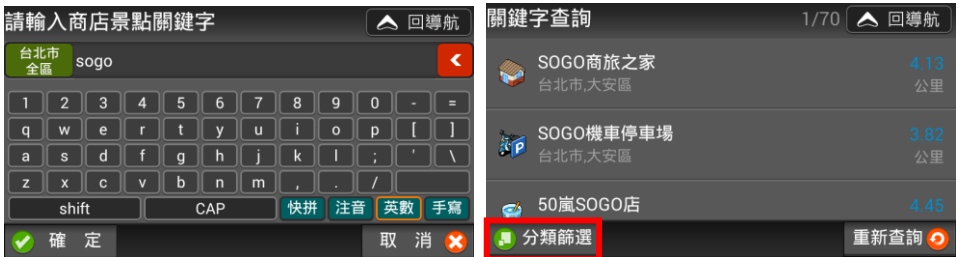 請輸入商店景點關鍵字
回導航
台北市
全區
sogo
1 2 3 4 5 6 7 8 9 0 - =
q w e r t y u i o p [ ]
a s d f g h j k l ; ' \
z x c v b n m , . /
shift CAP 快拼 注音 英數 手寫
確 定
取 消
關鍵字查詢
1/70
回導航
SOGO商旅之家
4.13
台北市,大安區
公里
SOGO機車停車場
3.82
台北市,大安區
公里
50嵐SOGO店
4.45
分類篩選
重新查詢